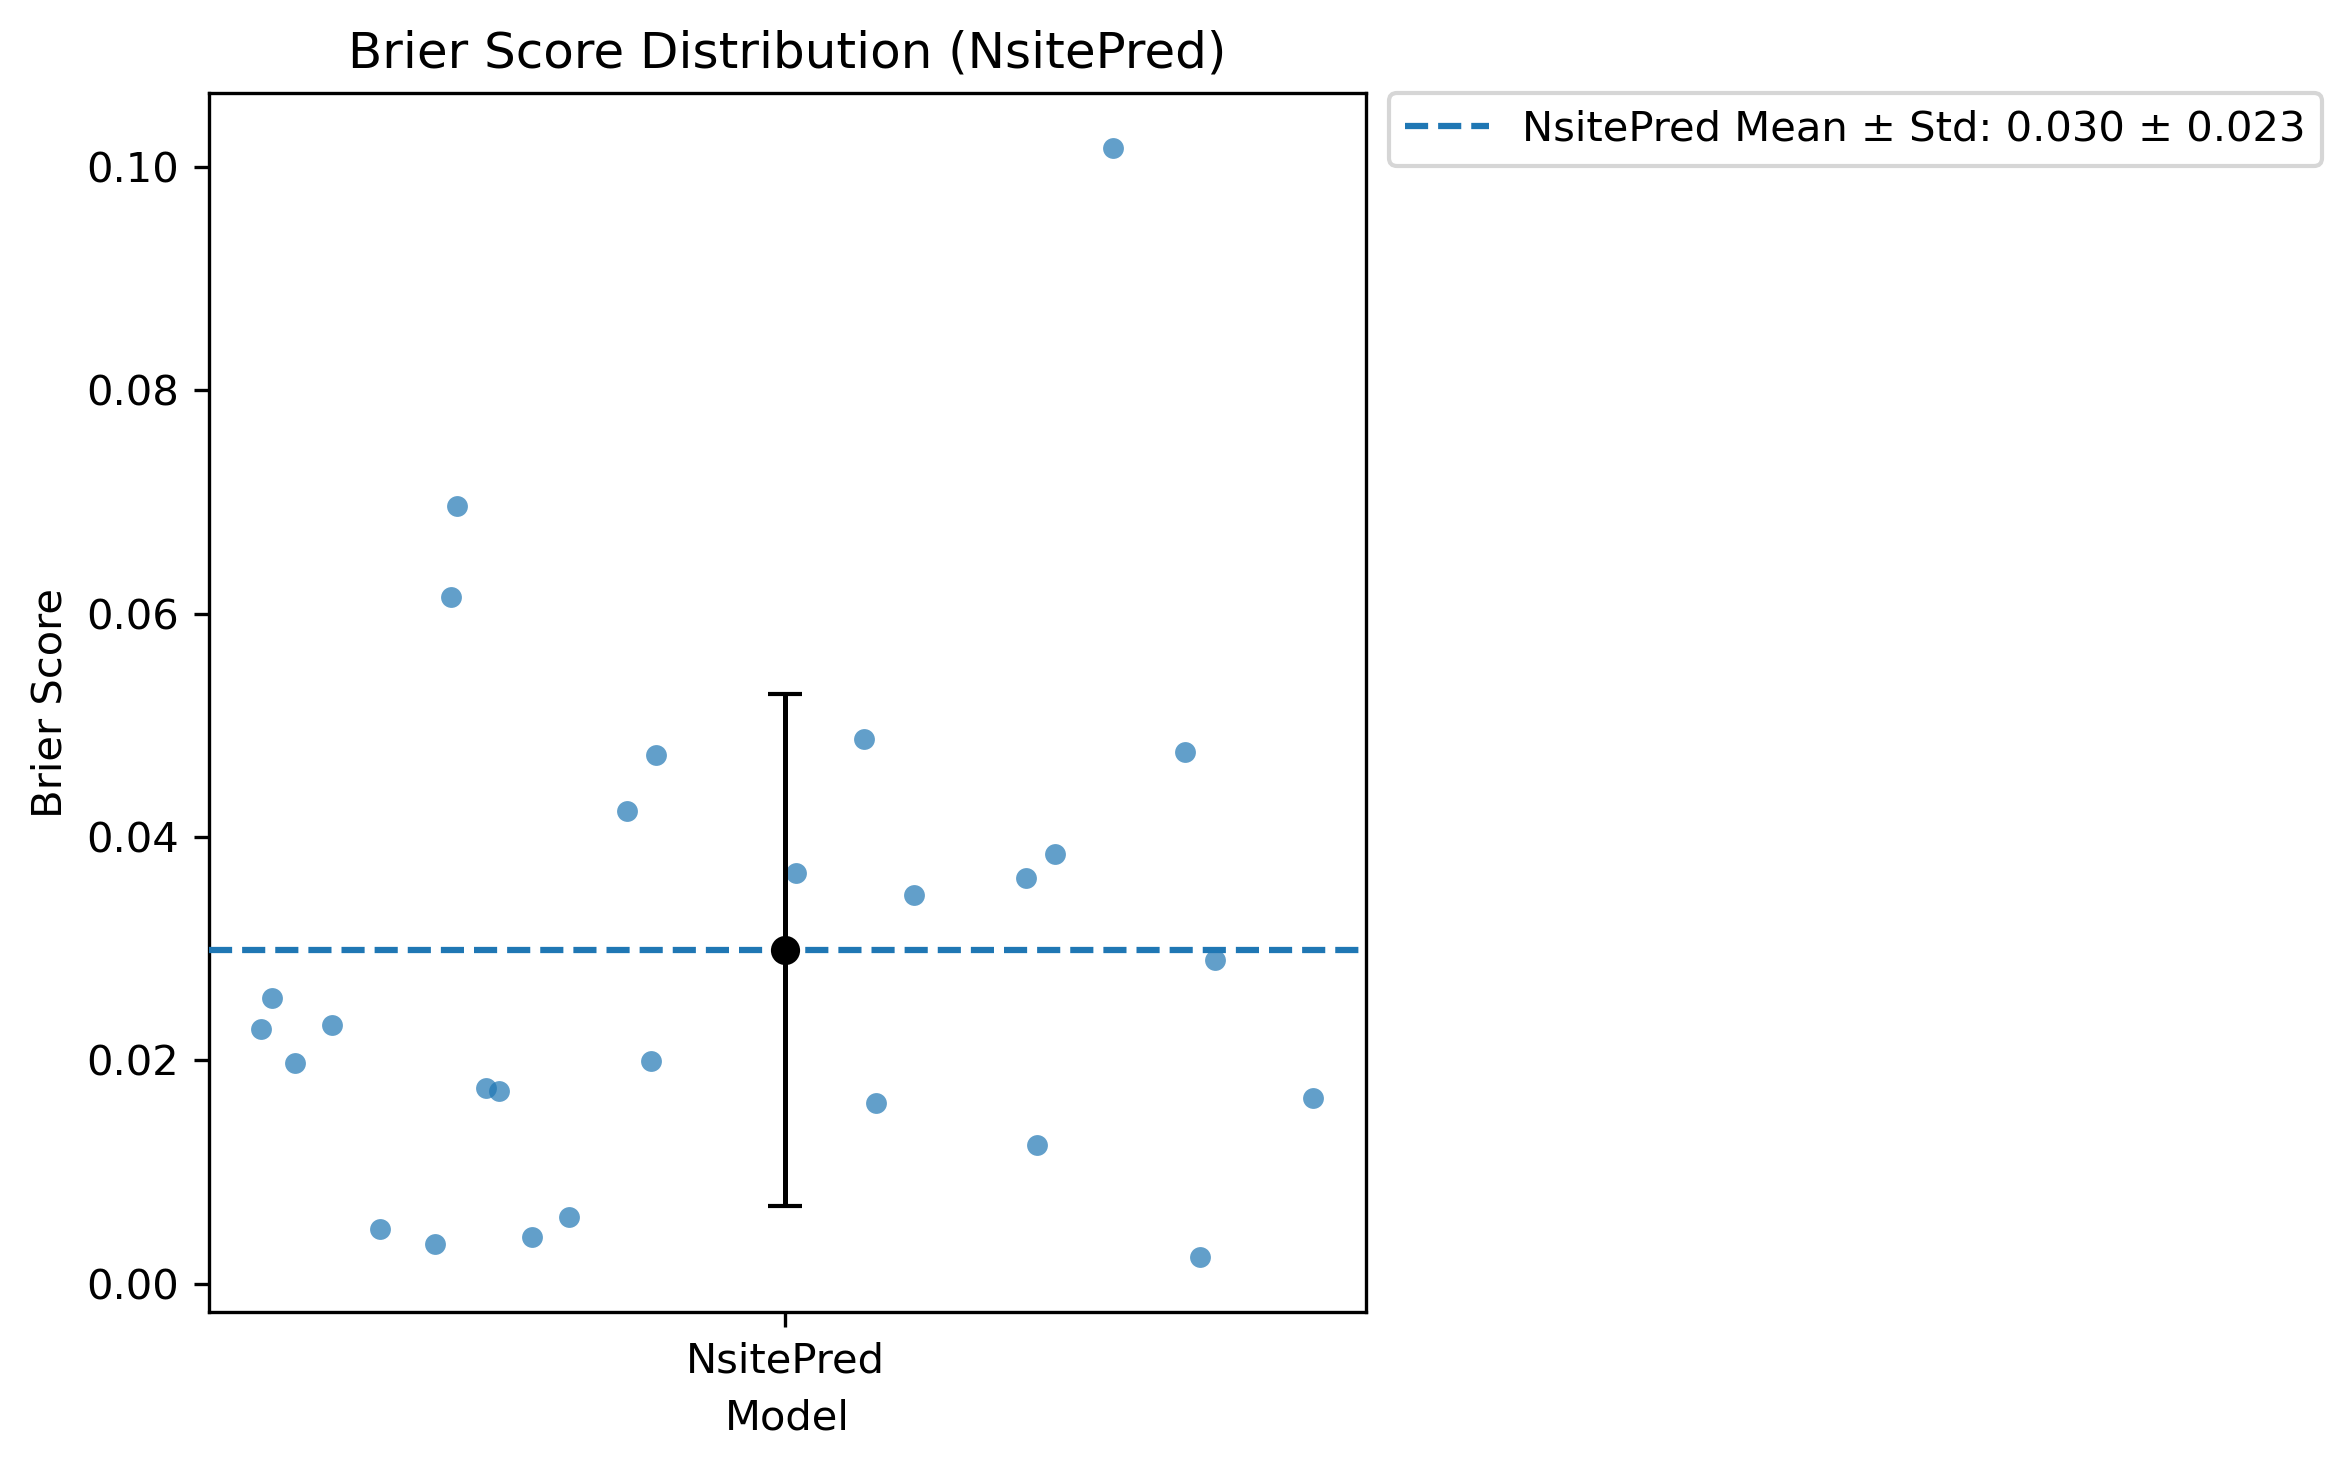 Brier Score Distribution (NsitePred)
NsitePred Mean ± Std: 0.030 ± 0.023
0.10
0.08
0.06
0.04
0.02
0.00
Brier Score
NsitePred
Model